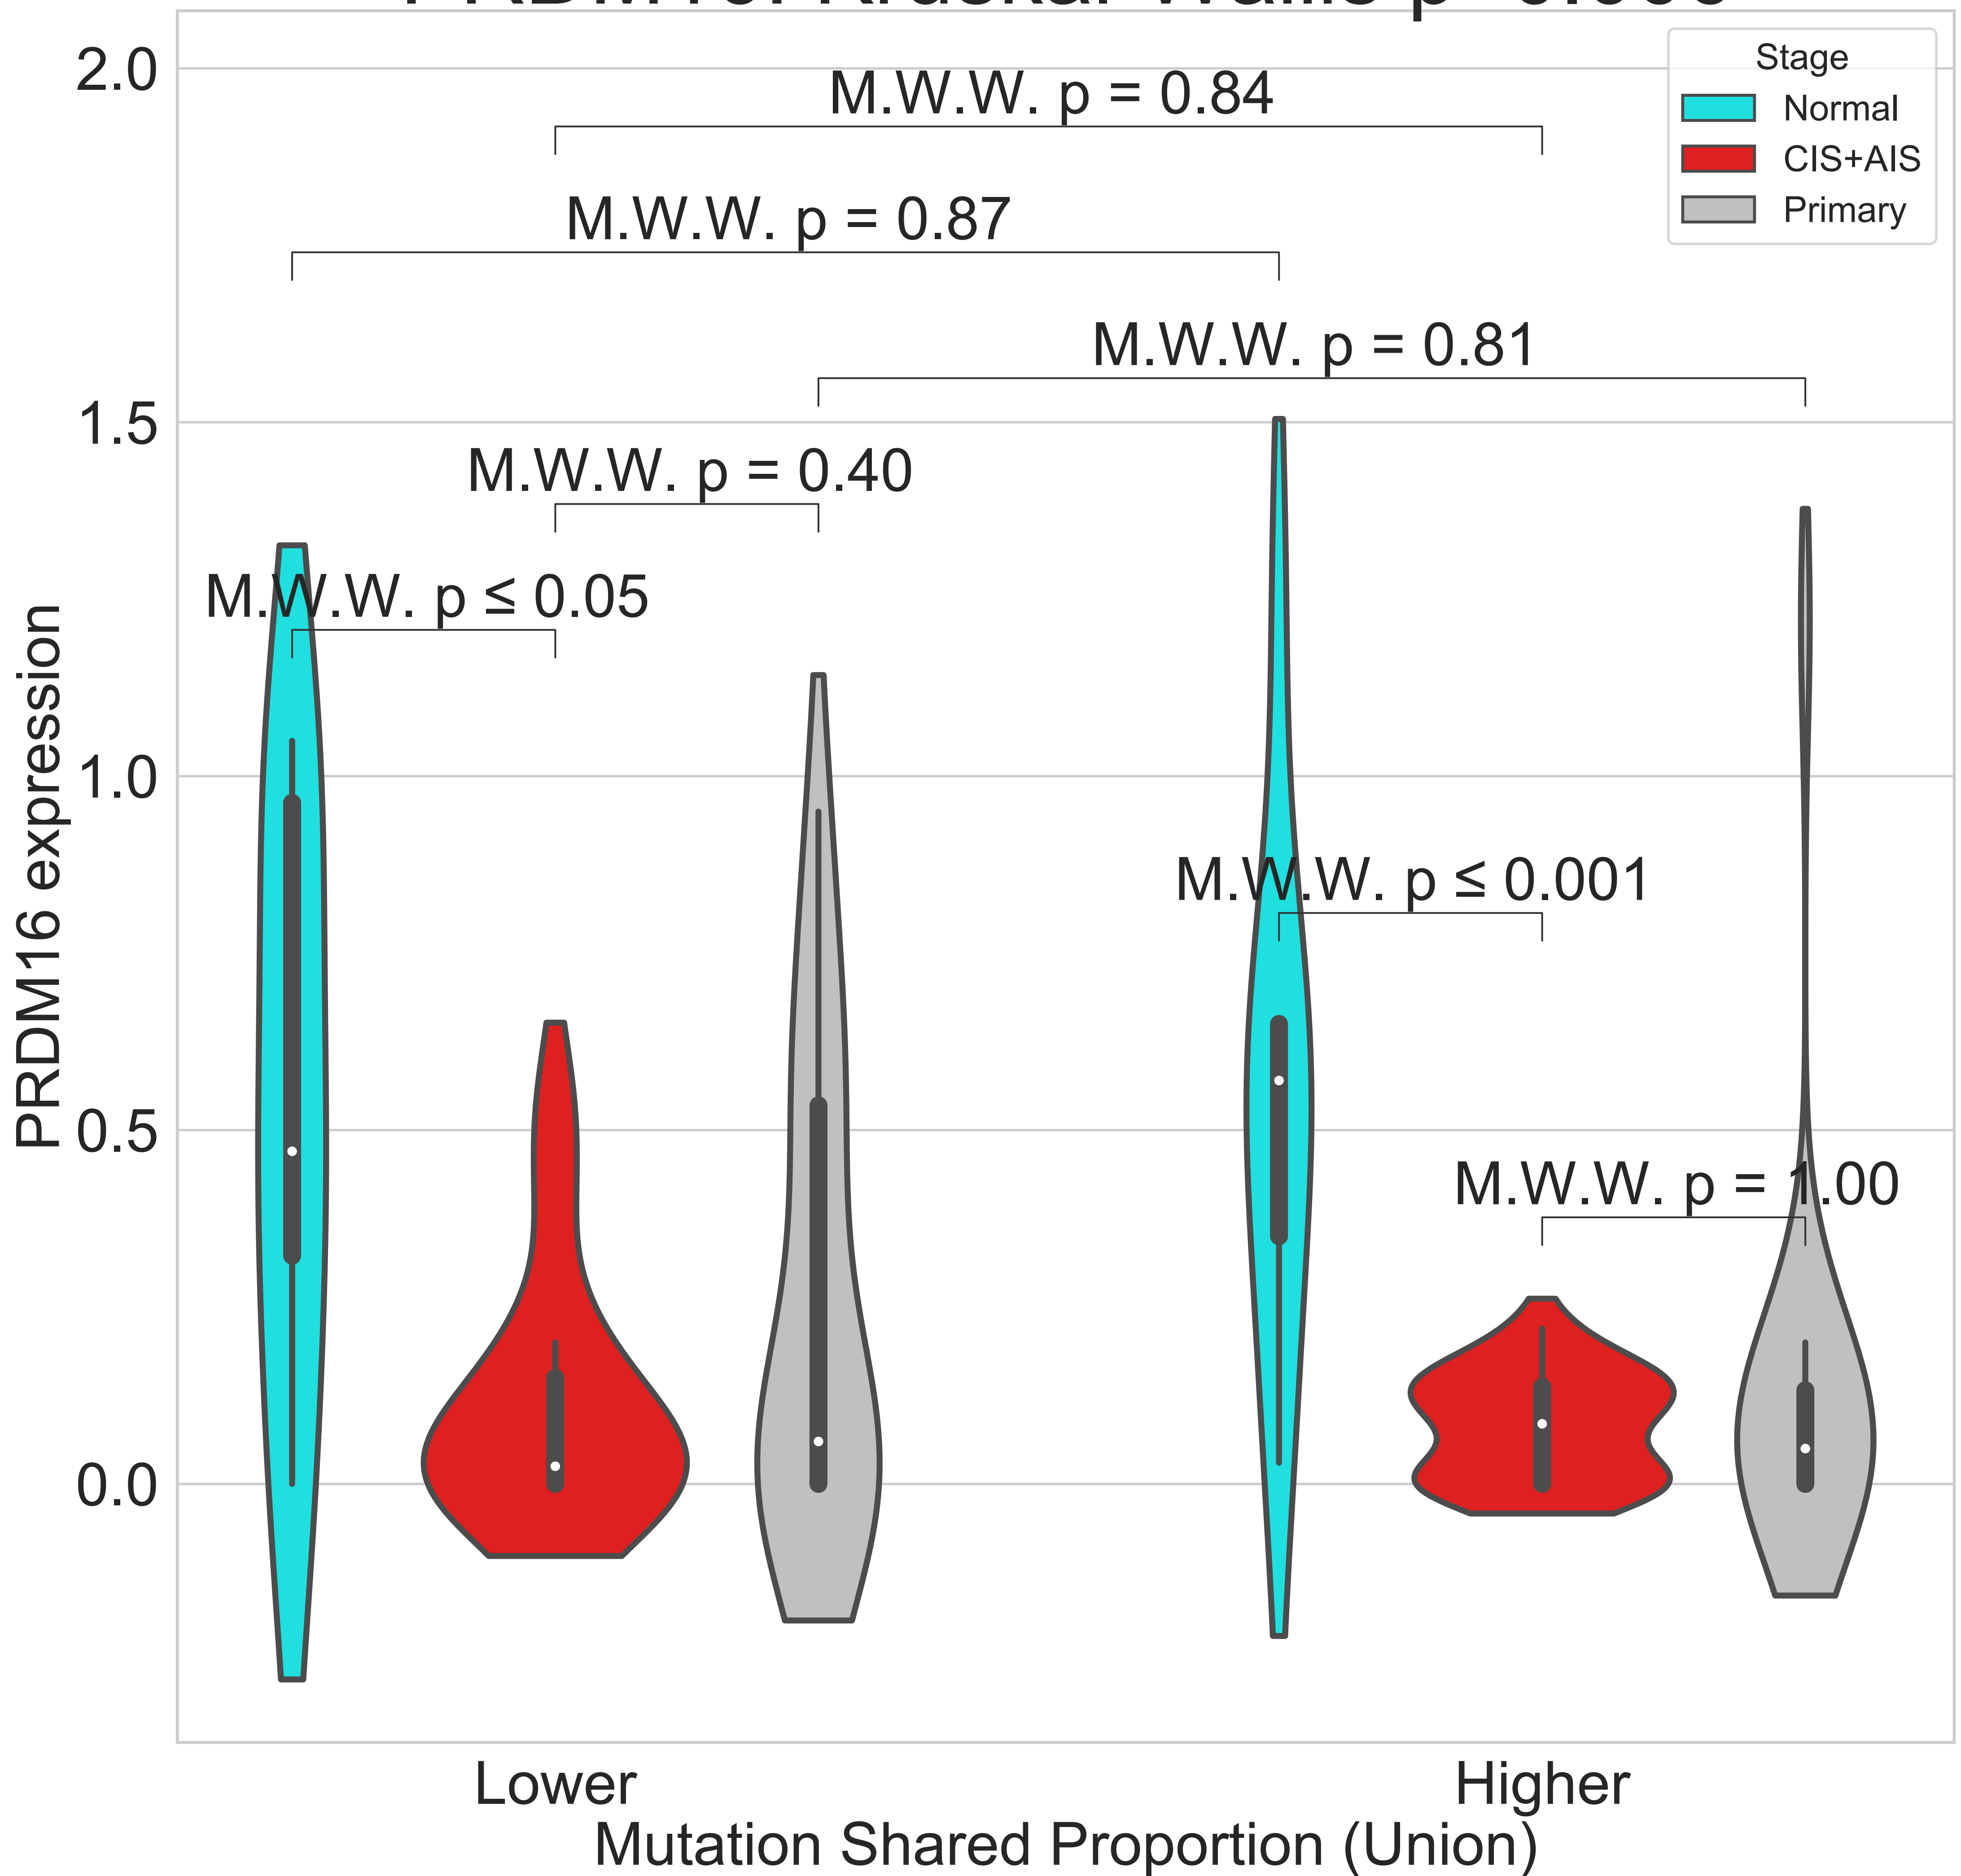 2.0
1.5
1.0
0.5
0.0
PRDM16 expression
M.W.W. p = 0.84
M.W.W. p = 0.87
M.W.W. p = 0.81
M.W.W. p = 0.40
M.W.W. p ≤ 0.05
M.W.W. p ≤ 0.001
M.W.W. p = 1.00
Stage
Normal
CIS+AIS
Primary
Lower
Higher
Mutation Shared Proportion (Union)